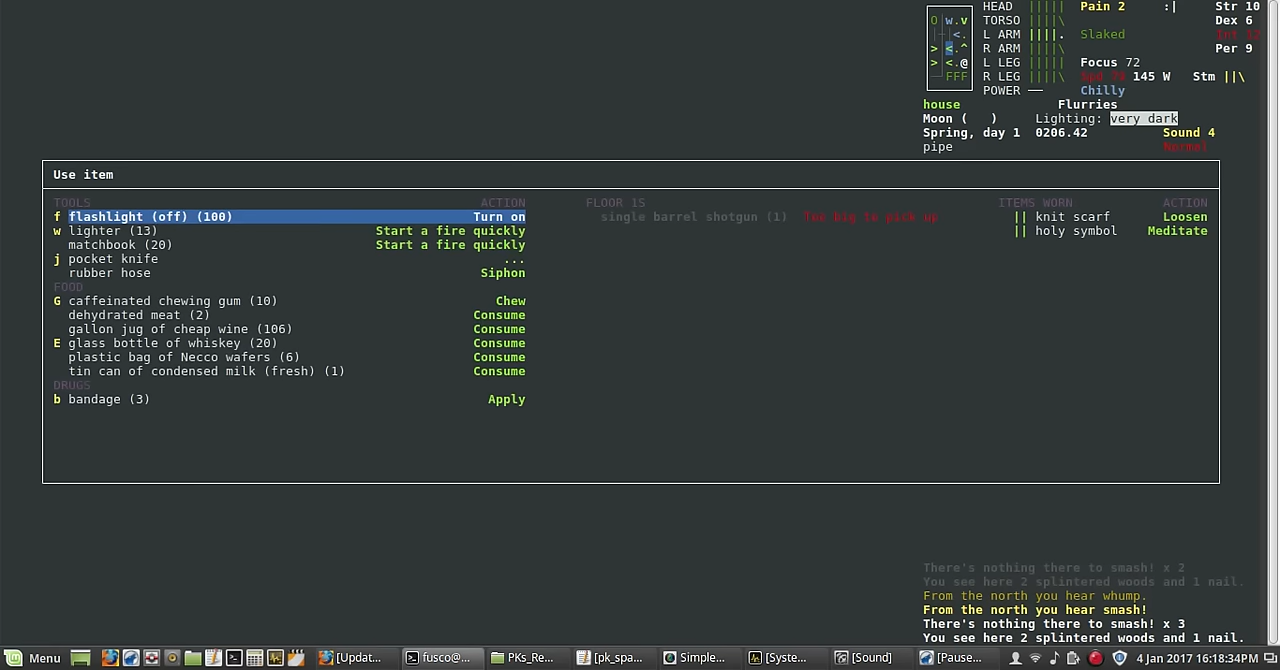 HEAD ||||| Pain 2 :| Str 10
O w.v TORSO ||||\ Dex 6
|-|<. L ARM ||||. Slaked Int 12
> <.^ R ARM ||||\ Per 9
> <.@ L LEG ||||| Focus 72
FFF R LEG ||||\ 145 W Stm ||\
POWER — Chilly
house Flurries
Moon ( ) Lighting: very dark
Spring, day 1 0206.42 Sound 4
pipe Normal
Use item
TOOLS ACTION FLOOR 1S ITEMS WORN ACTION
f flashlight (off) (100) Turn on single barrel shotgun (1) Too big to pick up || knit scarf Loosen
w lighter (13) Start a fire quickly || holy symbol Meditate
matchbook (20) Start a fire quickly
j pocket knife ...
rubber hose Siphon
FOOD
G caffeinated chewing gum (10) Chew
dehydrated meat (2) Consume
gallon jug of cheap wine (106) Consume
E glass bottle of whiskey (20) Consume
plastic bag of Necco wafers (6) Consume
tin can of condensed milk (fresh) (1) Consume
DRUGS
b bandage (3) Apply
There's nothing there to smash! x 2
You see here 2 splintered woods and 1 nail.
From the north you hear whump.
From the north you hear smash!
There's nothing there to smash! x 3
You see here 2 splintered woods and 1 nail.
Menu [Updat... fusco@... PKs_Re... [pk_spa... Simple... [Syste... [Sound] [Pause... 4 Jan 2017 16:18:34PM